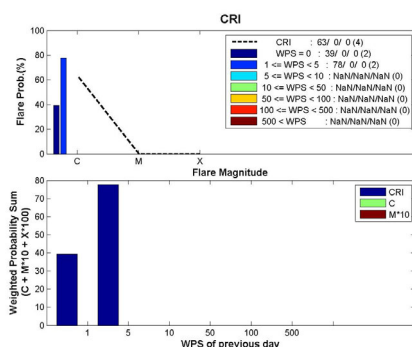 CRI
Flare Prob.(%)
100
80
60
40
20
0
C M X
Flare Magnitude
CRI : 63/ 0/ 0 (4)
WPS = 0 : 39/ 0/ 0 (2)
1 <= WPS < 5 : 78/ 0/ 0 (2)
5 <= WPS < 10 : NaN/NaN/NaN (0)
10 <= WPS < 50 : NaN/NaN/NaN (0)
50 <= WPS < 100 : NaN/NaN/NaN (0)
100 <= WPS < 500 : NaN/NaN/NaN (0)
500 < WPS : NaN/NaN/NaN (0)
Weighted Probability Sum
(C + M*10 + X*100)
80
70
60
50
40
30
20
10
0
1 5 10 50 100 500
WPS of previous day
CRI
C
M*10